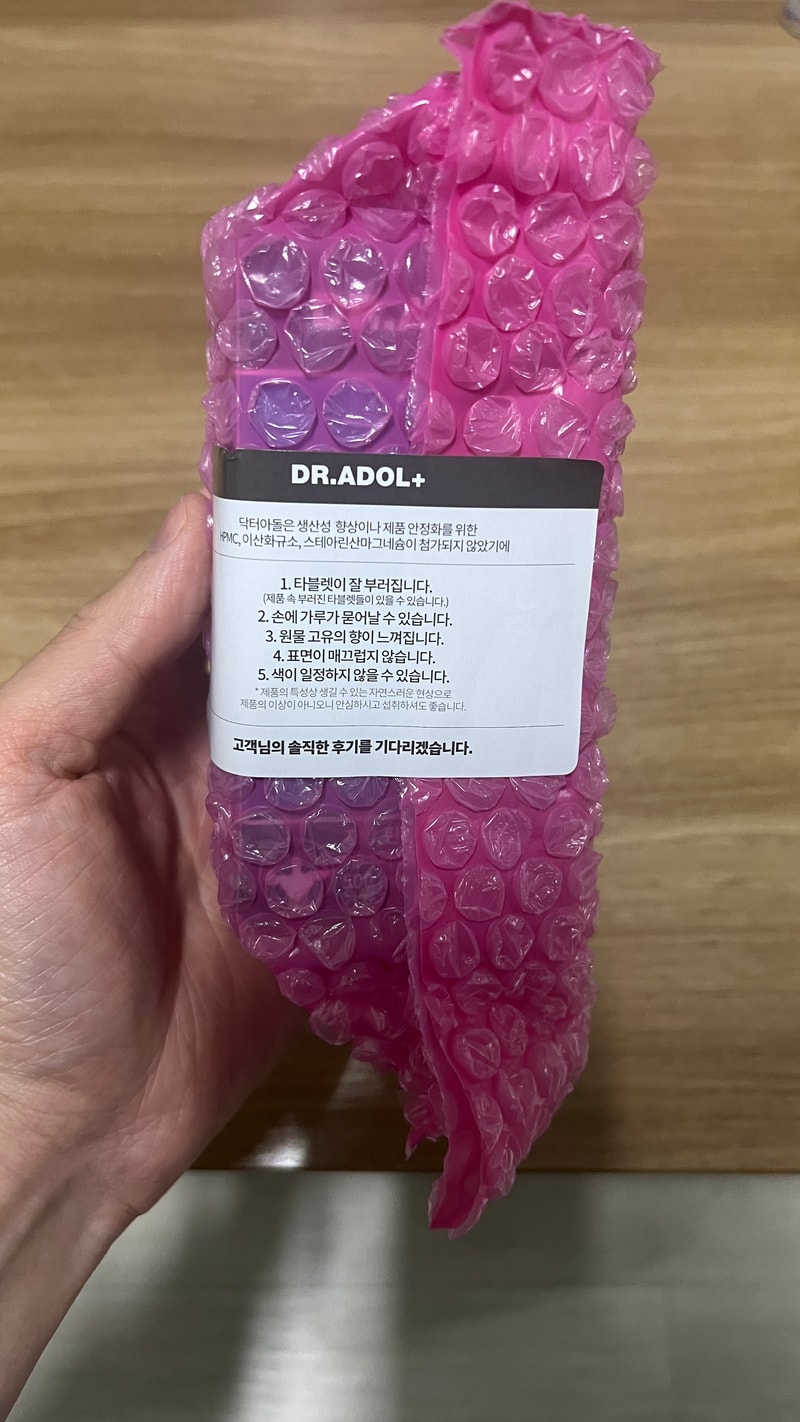 DR.ADOL+
닥터아돌은 생산성 향상이나 제품 안정화를 위한
HPMC, 이산화규소, 스테아린산마그네슘이 첨가되지 않았기에
1. 타블렛이 잘 부러집니다.
(제품 속 부러진 타블렛들이 있을 수 있습니다.)
2. 손에 가루가 묻어날 수 있습니다.
3. 원물 고유의 향이 느껴집니다.
4. 표면이 매끄럽지 않습니다.
5. 색이 일정하지 않을 수 있습니다.
* 제품의 특성상 생길 수 있는 자연스러운 현상으로
제품의 이상이 아니오니 안심하시고 섭취하셔도 좋습니다.
고객님의 솔직한 후기를 기다리겠습니다.